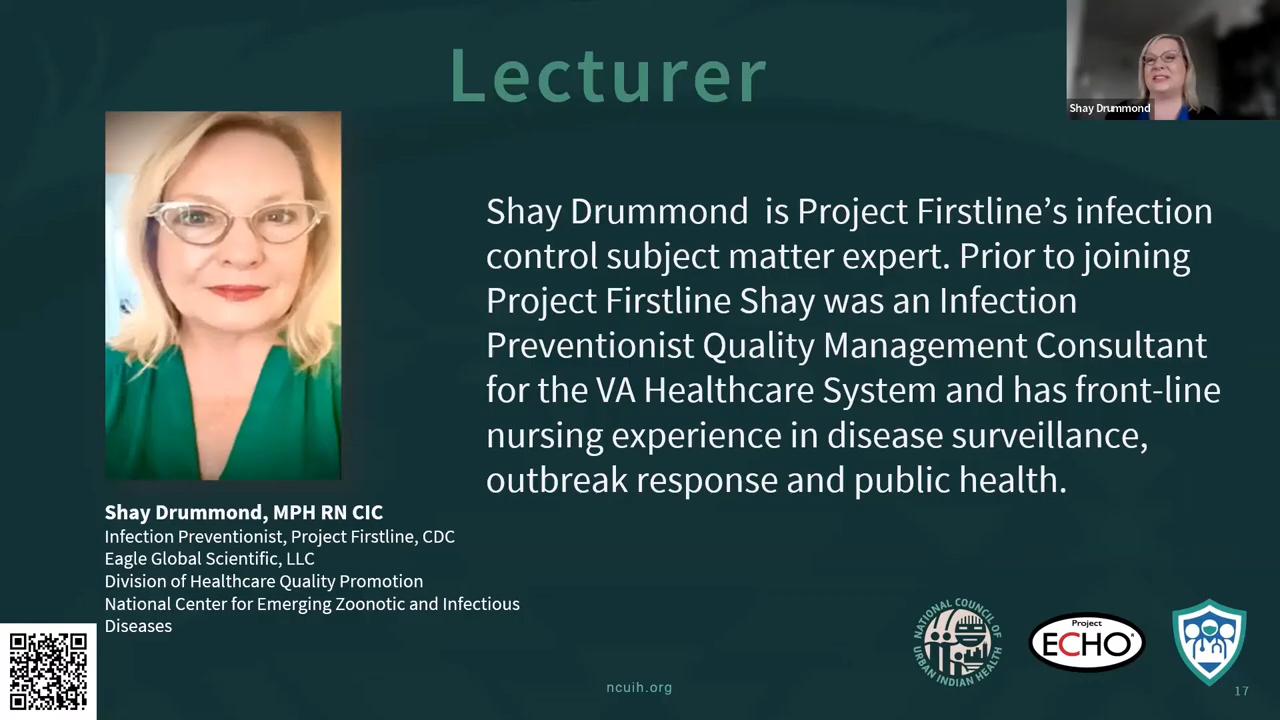 Lecturer
Shay Drummond
Shay Drummond is Project Firstline’s infection
control subject matter expert. Prior to joining
Project Firstline Shay was an Infection
Preventionist Quality Management Consultant
for the VA Healthcare System and has front-line
nursing experience in disease surveillance,
outbreak response and public health.
Shay Drummond, MPH RN CIC
Infection Preventionist, Project Firstline, CDC
Eagle Global Scientific, LLC
Division of Healthcare Quality Promotion
National Center for Emerging Zoonotic and Infectious
Diseases
NATIONAL COUNCIL OF
URBAN INDIAN HEALTH
Project
ECHO
ncuih.org
17